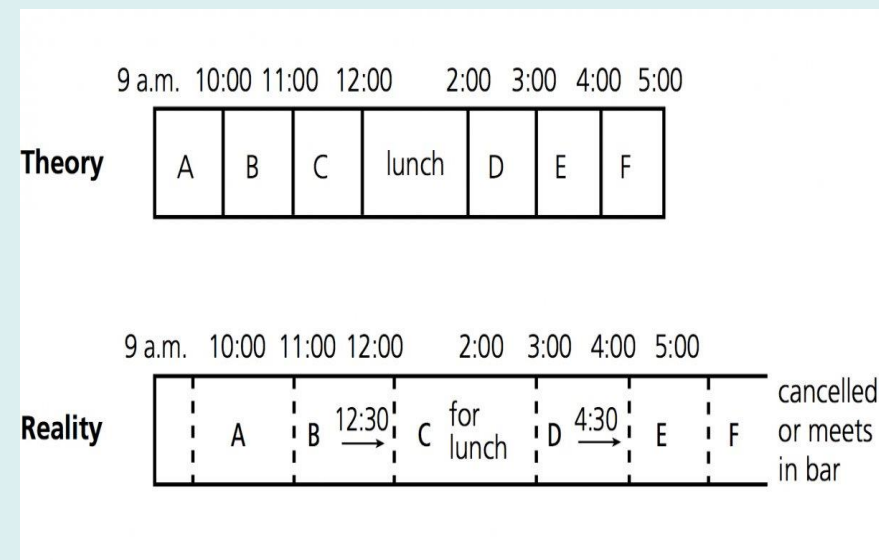 9 a.m. 10:00 11:00 12:00 2:00 3:00 4:00 5:00
Theory A B C lunch D E F
9 a.m. 10:00 11:00 12:00 2:00 3:00 4:00 5:00
Reality A B 12:30 C for lunch D 4:30 E F cancelled or meets in bar